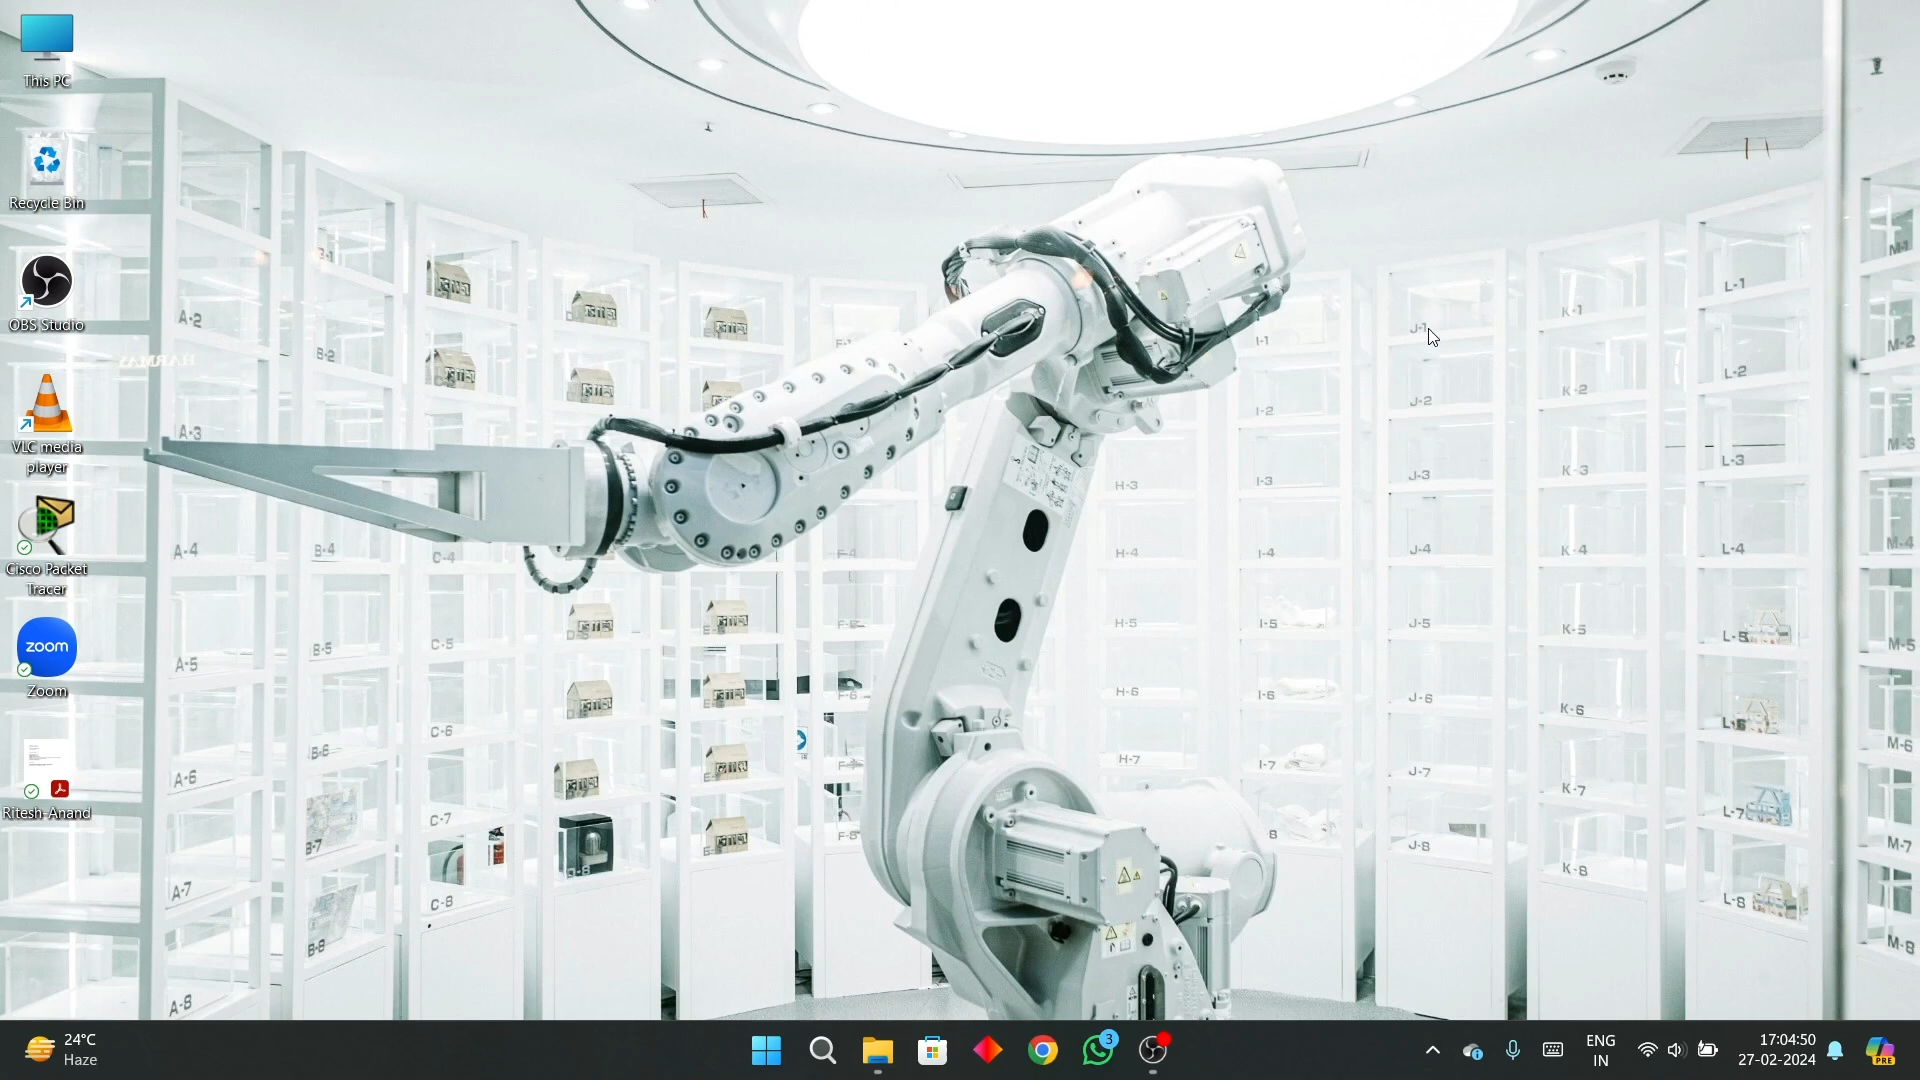 This PC
Recycle Bin
OBS Studio
VLC media
player
Cisco Packet
Tracer
zoom
Zoom
Ritesh-Anand
A-2
A-3
A-4
A-5
A-6
A-7
A-8
B-2
B-4
B-5
B-6
B-7
B-8
C-4
C-5
C-6
C-7
C-8
F-6
H-3
H-4
H-5
H-6
H-7
I-1
I-2
I-3
I-4
I-5
I-6
I-7
J-1
J-2
J-3
J-4
J-5
J-6
J-7
J-8
K-1
K-2
K-3
K-4
K-5
K-6
K-7
K-8
L-1
L-2
L-3
L-4
L-5
L-6
L-7
L-8
M-1
M-2
M-3
M-4
M-5
M-6
M-7
M-8
24°C
Haze
3
ENG
IN
17:04:50
27-02-2024
PRE